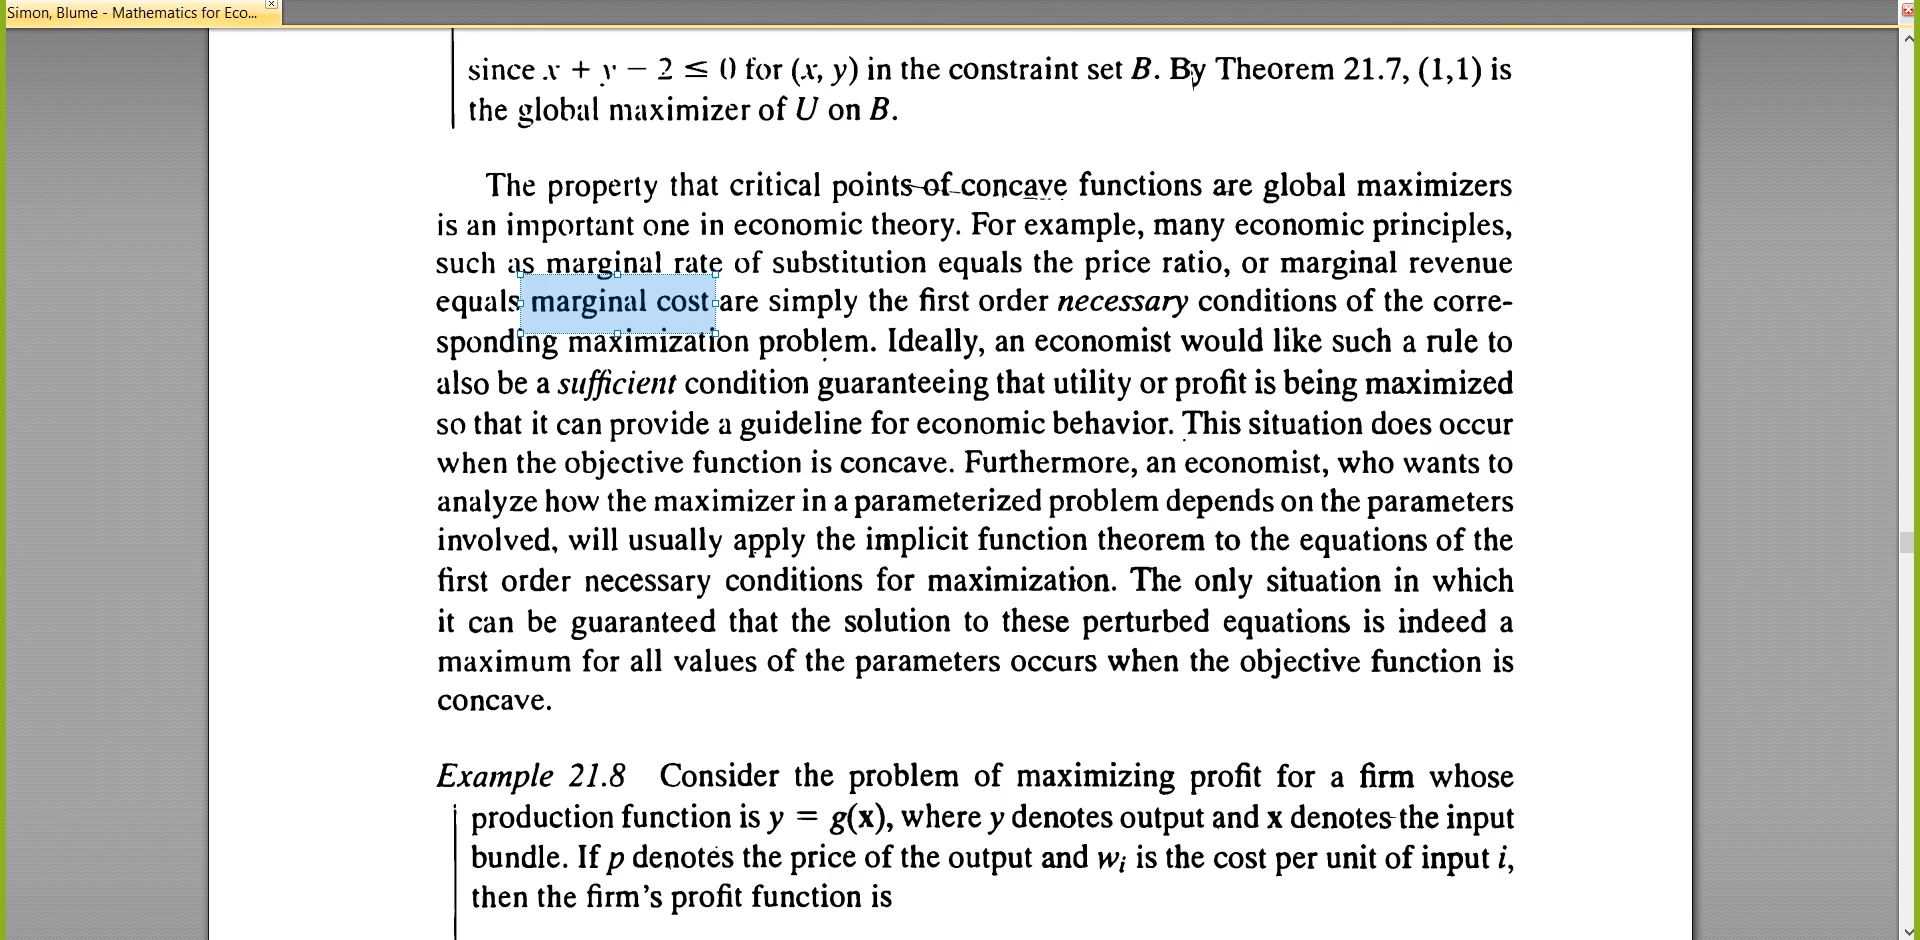 Simon, Blume - Mathematics for Eco...
since x + y − 2 ≤ 0 for (x, y) in the constraint set B. By Theorem 21.7, (1,1) is
the global maximizer of U on B.
The property that critical points of concave functions are global maximizers
is an important one in economic theory. For example, many economic principles,
such as marginal rate of substitution equals the price ratio, or marginal revenue
equals marginal cost are simply the first order necessary conditions of the corre-
sponding maximization problem. Ideally, an economist would like such a rule to
also be a sufficient condition guaranteeing that utility or profit is being maximized
so that it can provide a guideline for economic behavior. This situation does occur
when the objective function is concave. Furthermore, an economist, who wants to
analyze how the maximizer in a parameterized problem depends on the parameters
involved, will usually apply the implicit function theorem to the equations of the
first order necessary conditions for maximization. The only situation in which
it can be guaranteed that the solution to these perturbed equations is indeed a
maximum for all values of the parameters occurs when the objective function is
concave.
Example 21.8 Consider the problem of maximizing profit for a firm whose
production function is y = g(x), where y denotes output and x denotes the input
bundle. If p denotes the price of the output and wᵢ is the cost per unit of input i,
then the firm's profit function is